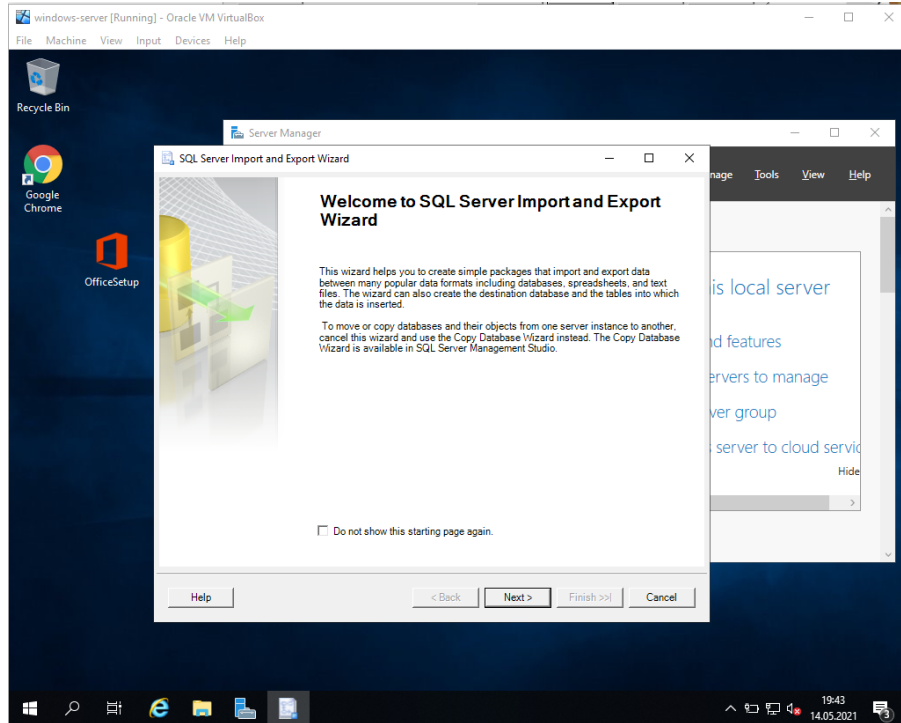 windows-server [Running] - Oracle VM VirtualBox
File Machine View Input Devices Help
Recycle Bin
Server Manager
SQL Server Import and Export Wizard
nage Tools View Help
Google
Chrome
Welcome to SQL Server Import and Export
Wizard
OfficeSetup
This wizard helps you to create simple packages that import and export data
between many popular data formats including databases, spreadsheets, and text
files. The wizard can also create the destination database and the tables into which
the data is inserted.
To move or copy databases and their objects from one server instance to another,
cancel this wizard and use the Copy Database Wizard instead. The Copy Database
Wizard is available in SQL Server Management Studio.
is local server
nd features
ervers to manage
ver group
server to cloud servic
Hide
Do not show this starting page again.
Help < Back Next > Finish >>| Cancel
19:43
14.05.2021
3